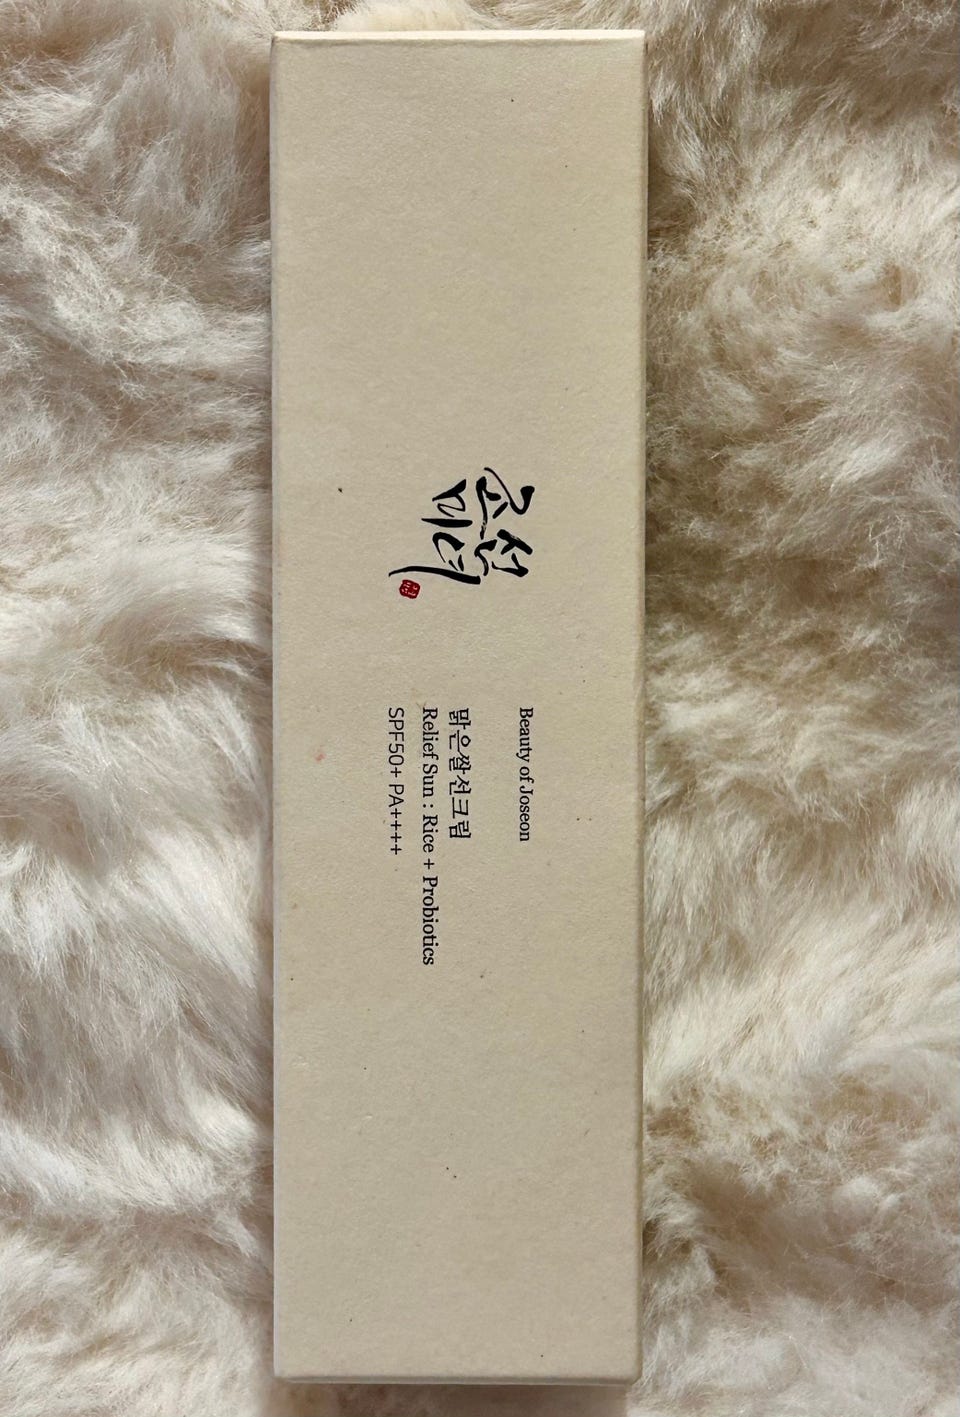 조선
미녀
Beauty of Joseon
맑은쌀선크림
Relief Sun : Rice + Probiotics
SPF50+ PA++++